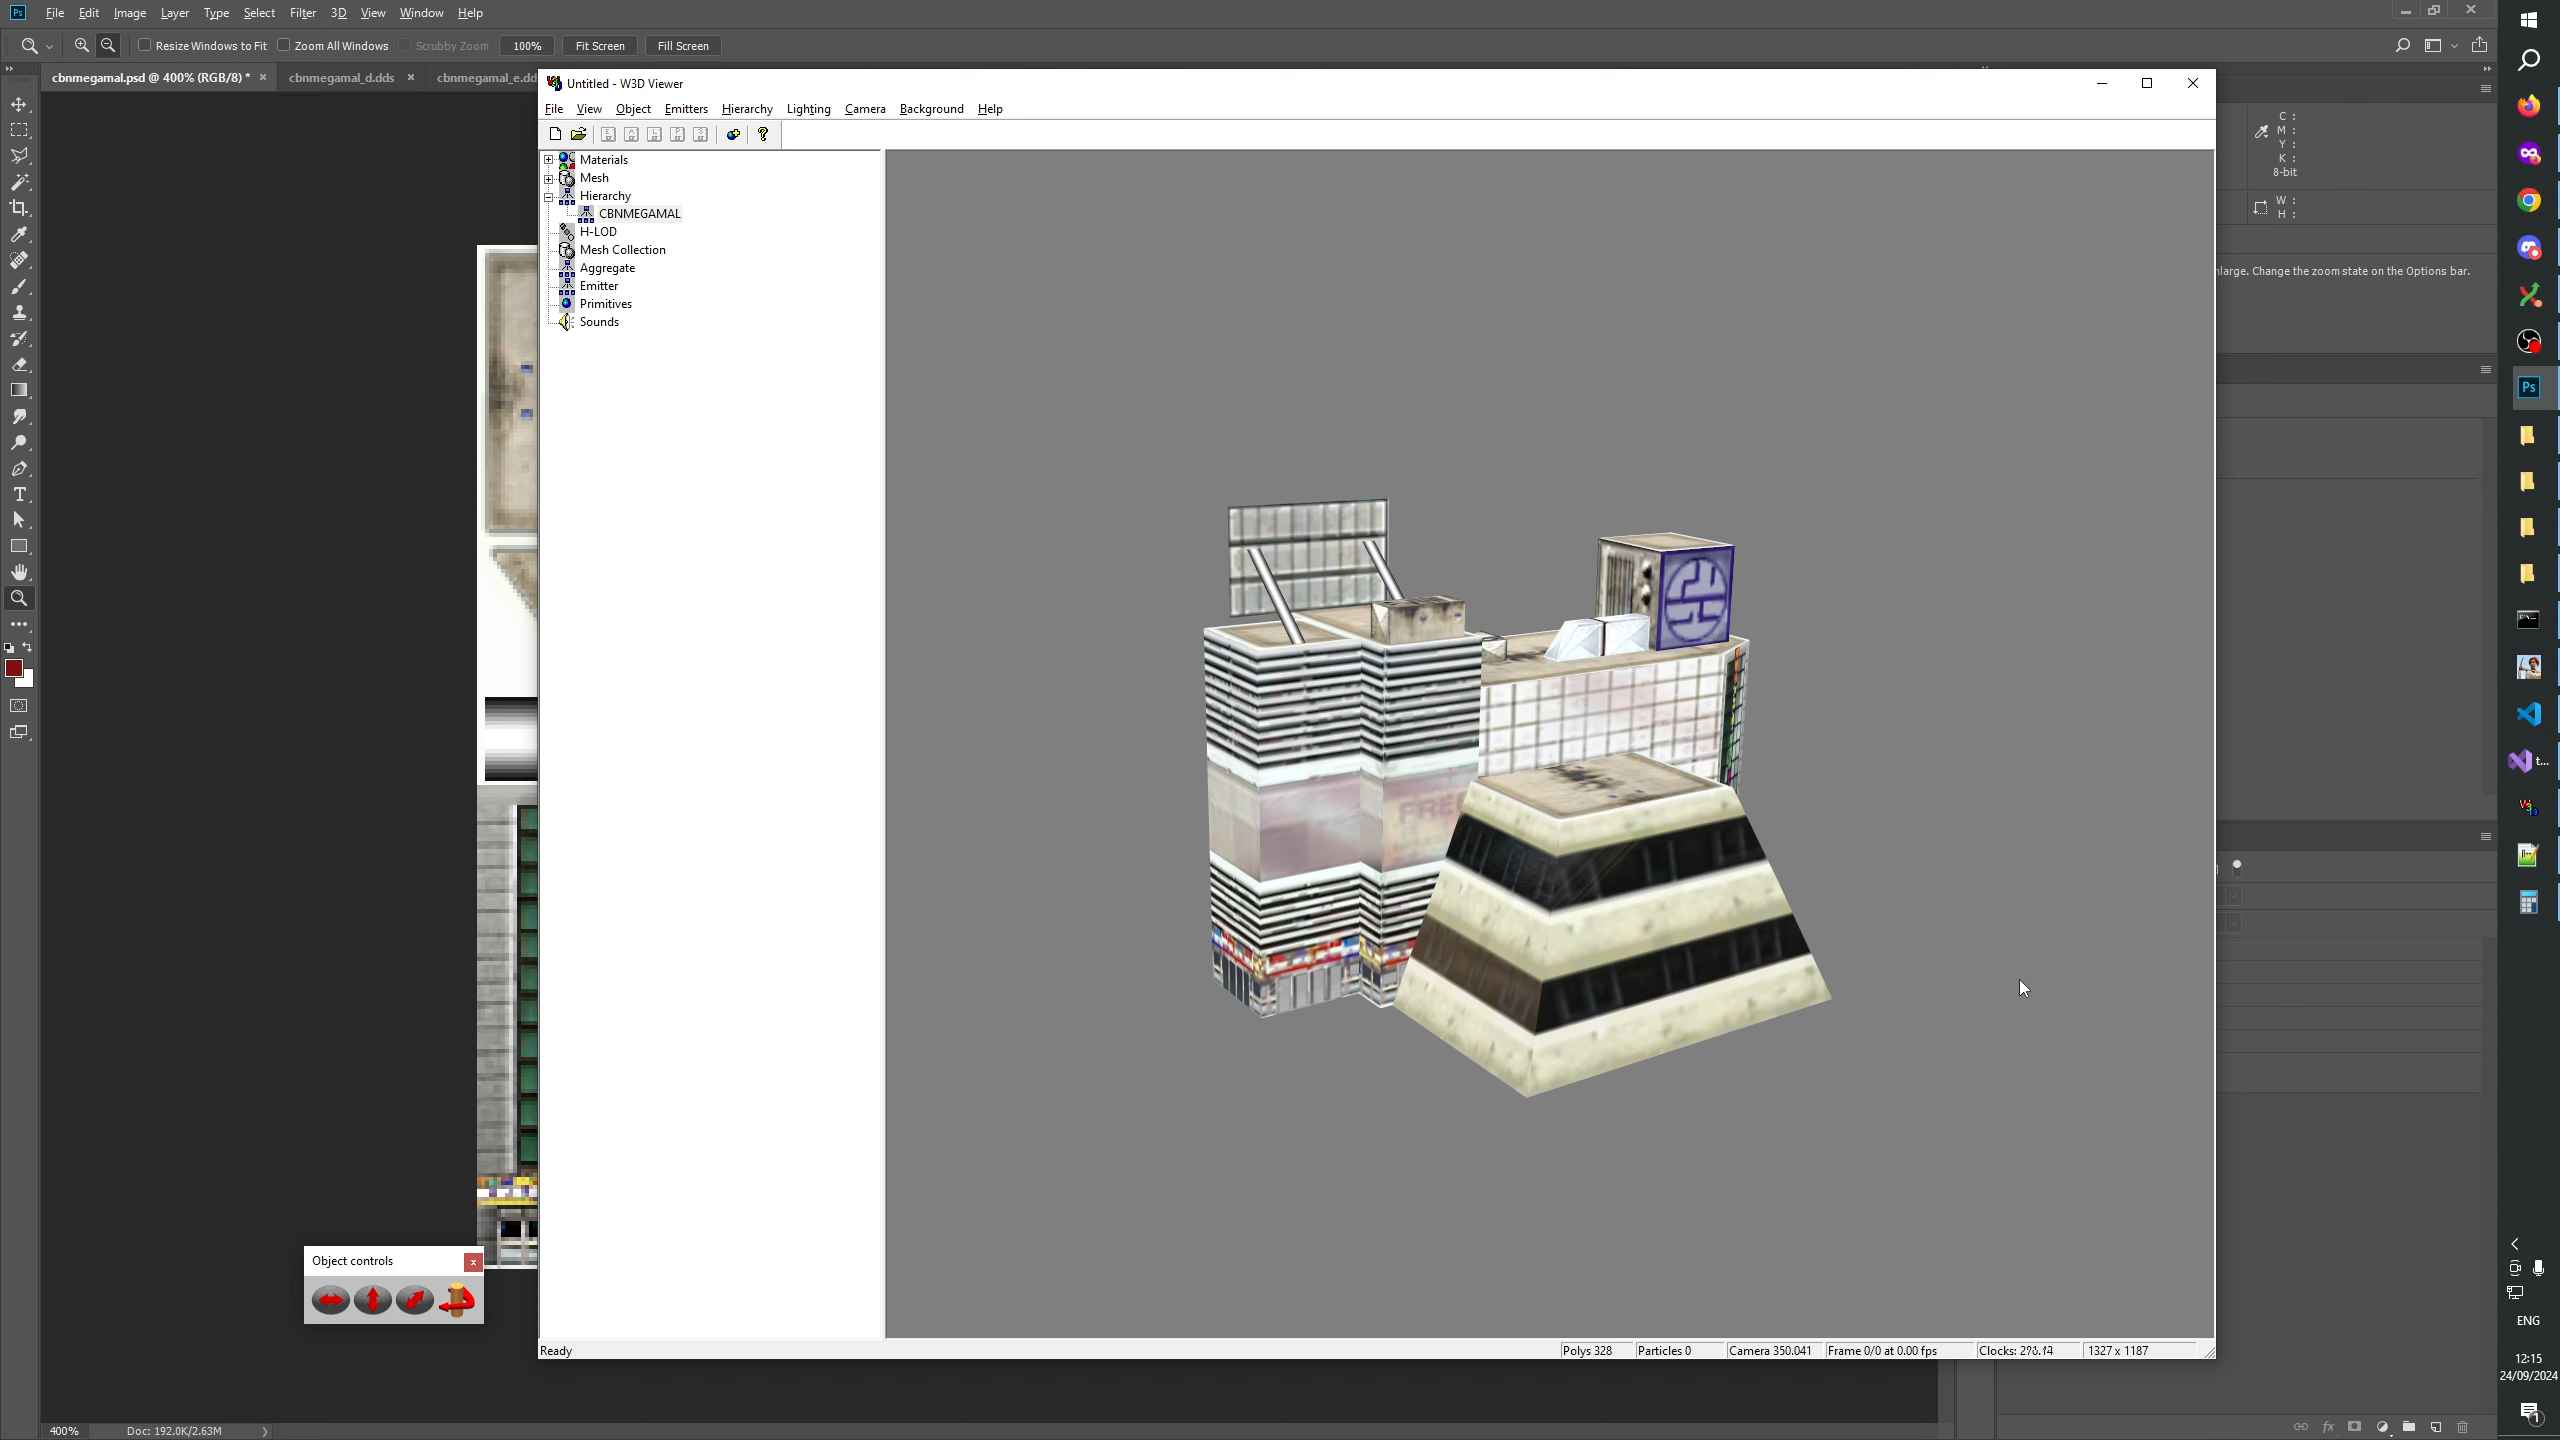 File Edit Image Layer Type Select Filter 3D View Window Help
Resize Windows to Fit Zoom All Windows Scrubby Zoom 100% Fit Screen Fill Screen
cbnmegamal.psd @ 400% (RGB/8) * cbnmegamal_d.dds cbnmegamal_e.dd
Untitled - W3D Viewer
File View Object Emitters Hierarchy Lighting Camera Background Help
Materials
Mesh
Hierarchy
CBNMEGAMAL
H-LOD
Mesh Collection
Aggregate
Emitter
Primitives
Sounds
C :
M :
Y :
K :
8-bit
W :
H :
nlarge. Change the zoom state on the Options bar.
Ps
t...
Object controls
Ready
Polys 328 Particles 0 Camera 350.041 Frame 0/0 at 0.00 fps Clocks: 1327 x 1187
400% Doc: 192.0K/2.63M
ENG
12:15
24/09/2024
1